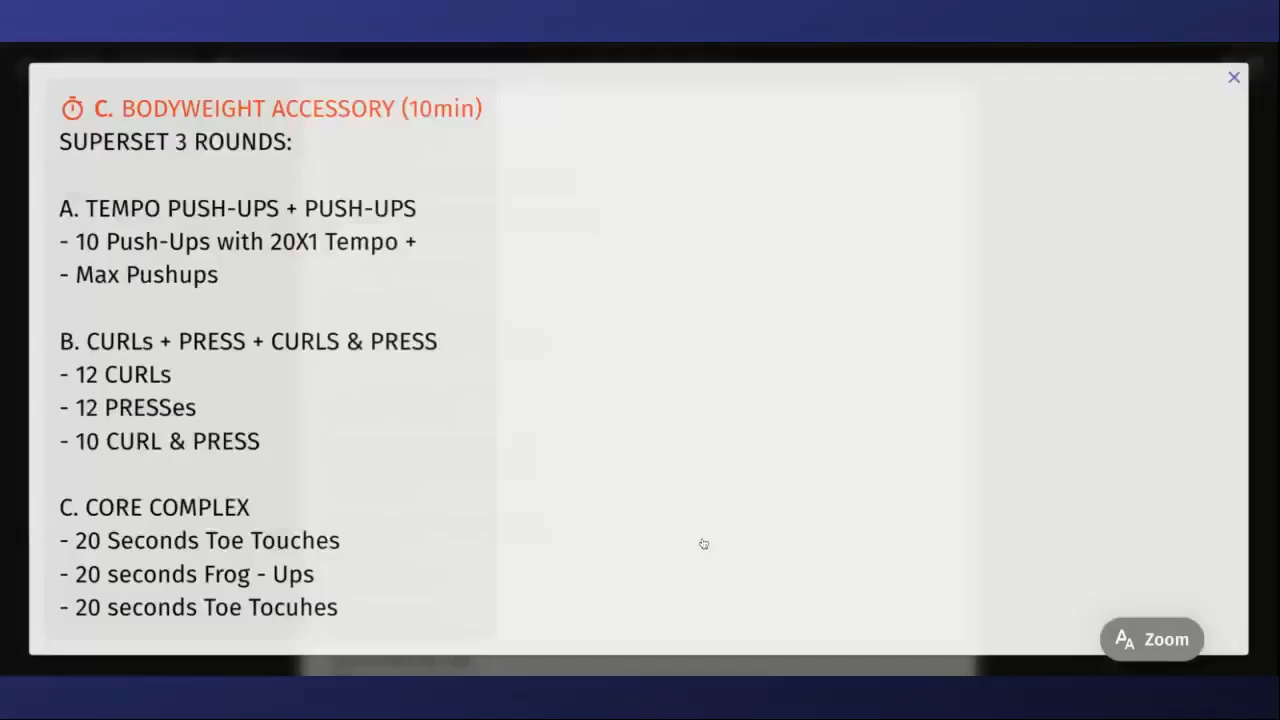 C. BODYWEIGHT ACCESSORY (10min)
SUPERSET 3 ROUNDS:
A. TEMPO PUSH-UPS + PUSH-UPS
- 10 Push-Ups with 20X1 Tempo +
- Max Pushups
B. CURLs + PRESS + CURLS & PRESS
- 12 CURLs
- 12 PRESSes
- 10 CURL & PRESS
C. CORE COMPLEX
- 20 Seconds Toe Touches
- 20 seconds Frog - Ups
- 20 seconds Toe Tocuhes
Zoom